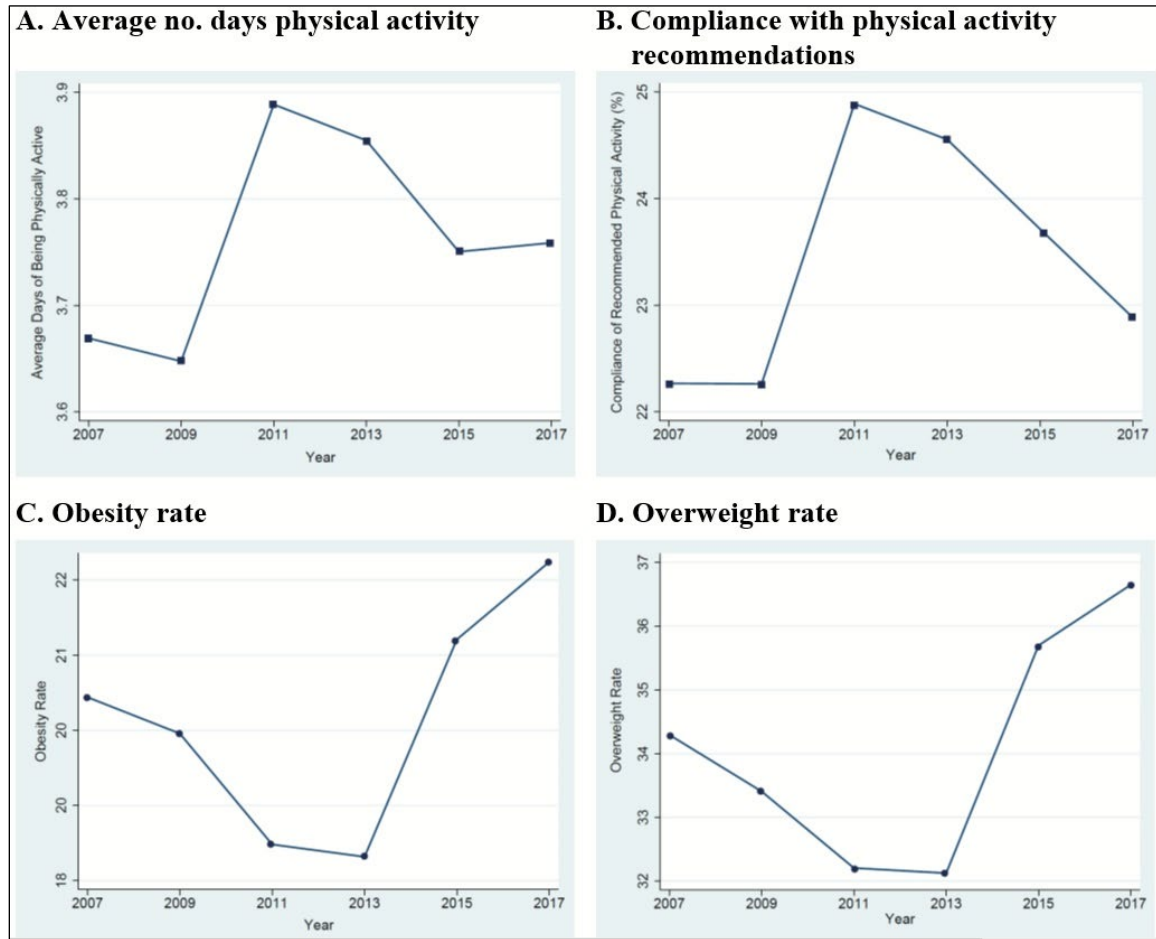 A. Average no. days physical activity
Average Days of Being Physically Active
3.9
3.8
3.7
3.6
2007 2009 2011 2013 2015 2017
Year
B. Compliance with physical activity
recommendations
Compliance of Recommended Physical Activity (%)
25
24
23
22
2007 2009 2011 2013 2015 2017
Year
C. Obesity rate
Obesity Rate
22
21
20
20
18
2007 2009 2011 2013 2015 2017
Year
D. Overweight rate
Overweight Rate
37
36
35
34
33
32
2007 2009 2011 2013 2015 2017
Year